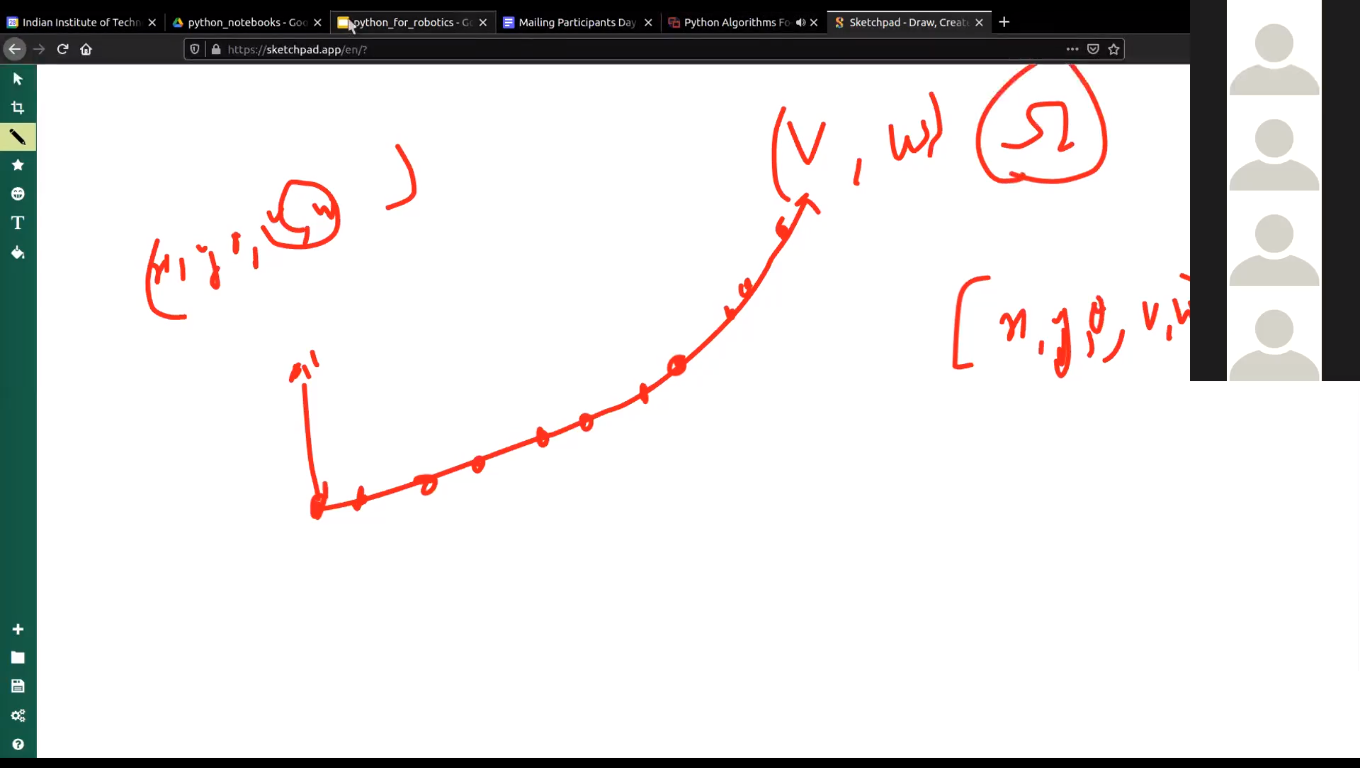 Indian Institute of Techn
python_notebooks - Goo
python_for_robotics - G
Mailing Participants Day
Python Algorithms Fo
Sketchpad - Draw, Creat
https://sketchpad.app/en/?
(V, W)
Ω
T